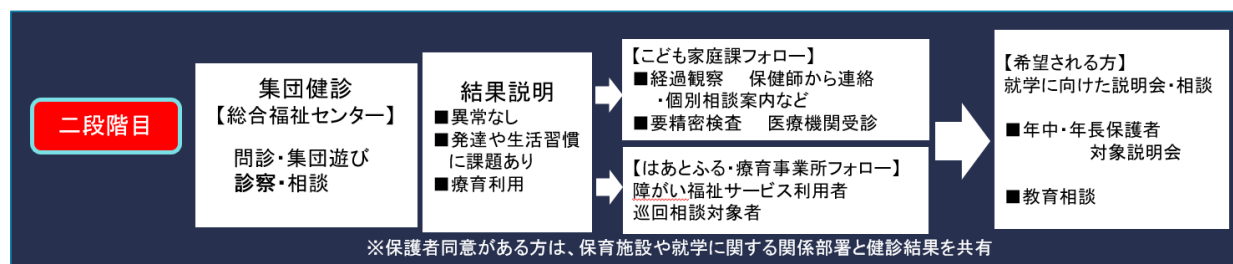 二段階目
集団健診
【総合福祉センター】
問診・集団遊び
診察・相談
結果説明
■異常なし
■発達や生活習慣
に課題あり
■療育利用
【こども家庭課フォロー】
■経過観察　保健師から連絡
・個別相談案内など
■要精密検査　医療機関受診
【はあとふる・療育事業所フォロー】
障がい福祉サービス利用者
巡回相談対象者
【希望される方】
就学に向けた説明会・相談
■年中・年長保護者
対象説明会
■教育相談
※保護者同意がある方は、保育施設や就学に関する関係部署と健診結果を共有